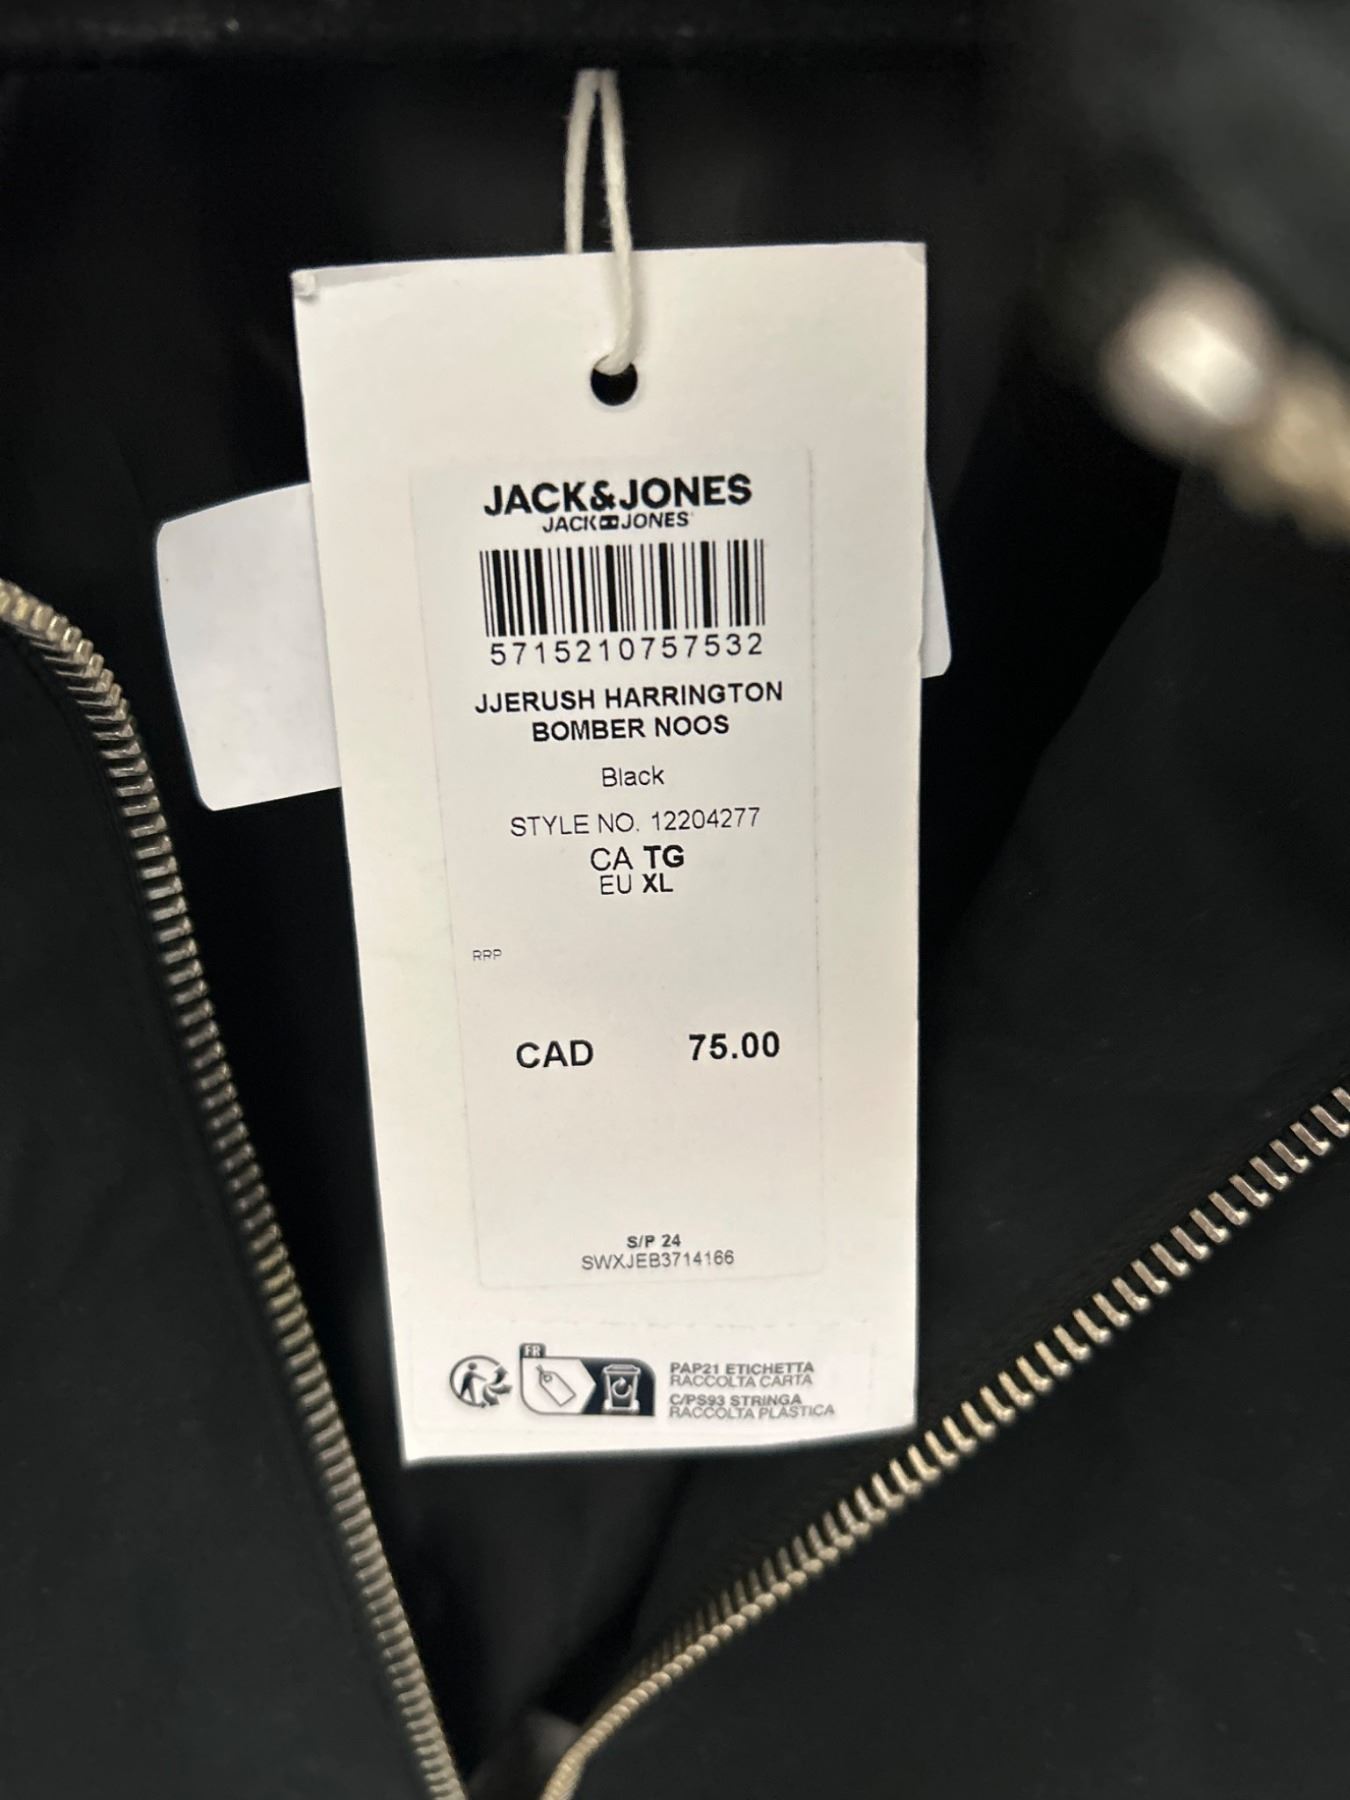 JACK&JONES
JACK JONES
5715210757532
JJERUSH HARRINGTON
BOMBER NOOS
Black
STYLE NO. 12204277
CA TG
EU XL
RRP
CAD 75.00
S/P 24
SWXJEB3714166
FR
PAP21 ETICHETTA
RACCOLTA CARTA
C/PS93 STRINGA
RACCOLTA PLASTICA